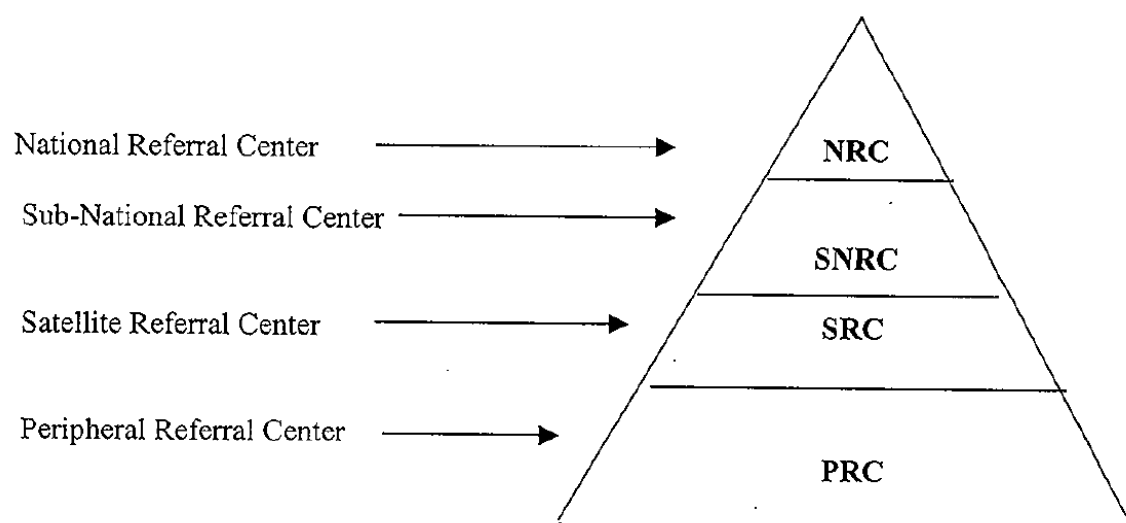 National Referral Center
NRC
Sub-National Referral Center
SNRC
Satellite Referral Center
SRC
Peripheral Referral Center
PRC